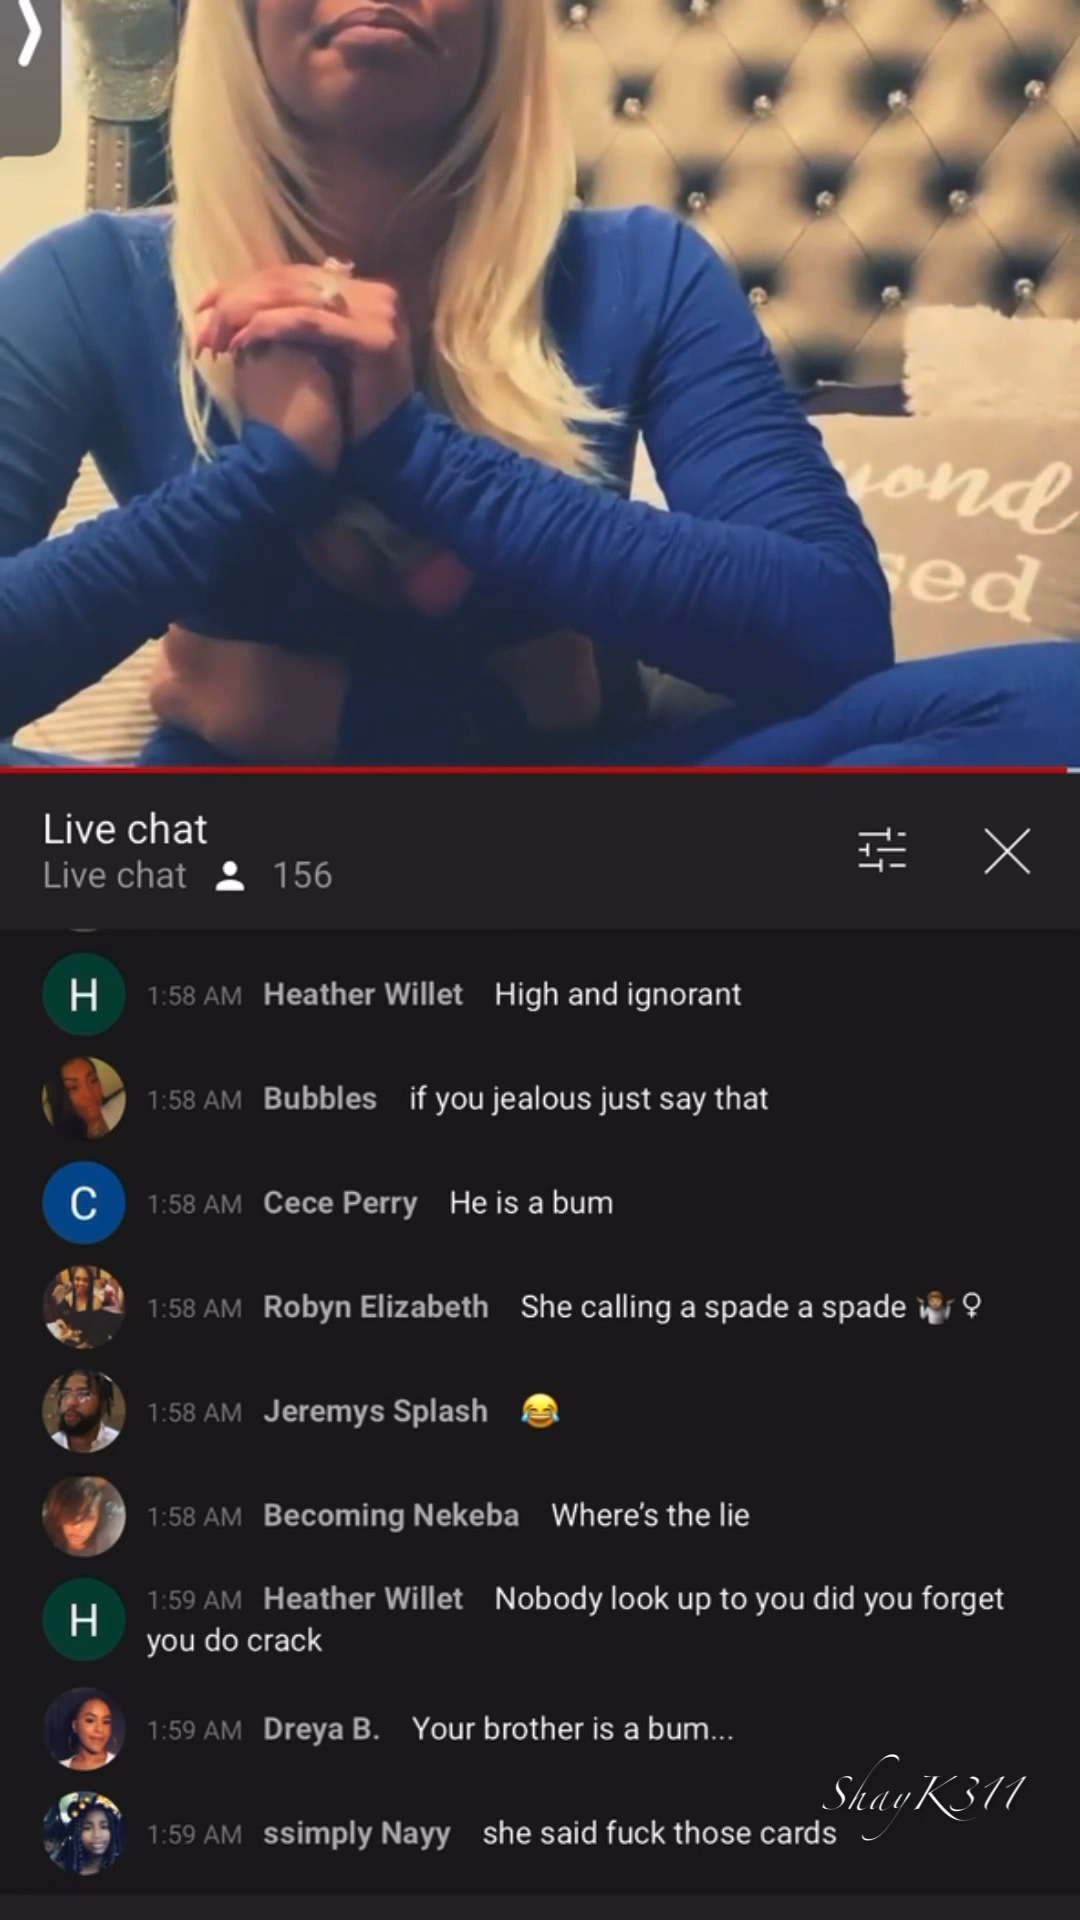 yond
sed
Live chat
Live chat 156
H 1:58 AM Heather Willet High and ignorant
1:58 AM Bubbles if you jealous just say that
C 1:58 AM Cece Perry He is a bum
1:58 AM Robyn Elizabeth She calling a spade a spade 🤷🏽♀
1:58 AM Jeremys Splash 😂
1:58 AM Becoming Nekeba Where’s the lie
H 1:59 AM Heather Willet Nobody look up to you did you forget
you do crack
1:59 AM Dreya B. Your brother is a bum...
ShayK311
1:59 AM ssimply Nayy she said fuck those cards